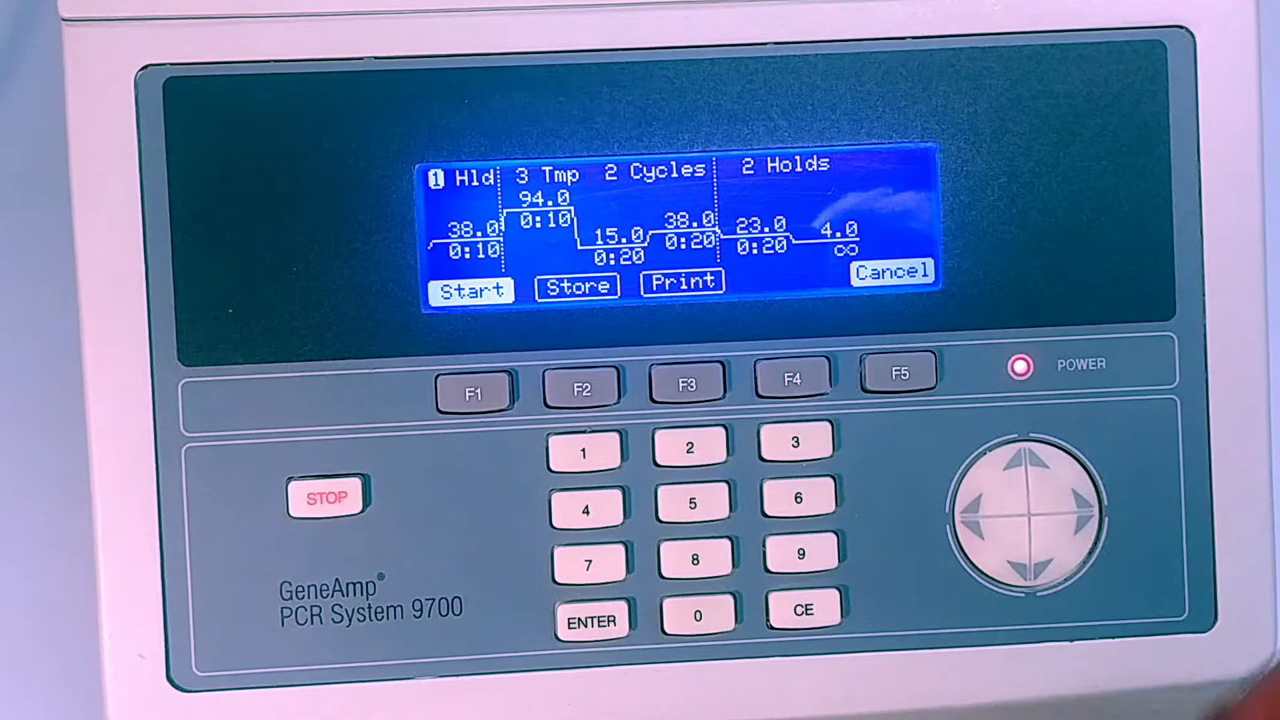 1 Hld 3 Tmp 2 Cycles 2 Holds
94.0
38.0 0:10 15.0 38.0 23.0 4.0
0:10 0:20 0:20 0:20 ∞
Start Store Print Cancel
F1 F2 F3 F4 F5 POWER
1 2 3
STOP 4 5 6
7 8 9
GeneAmp®
PCR System 9700
ENTER 0 CE